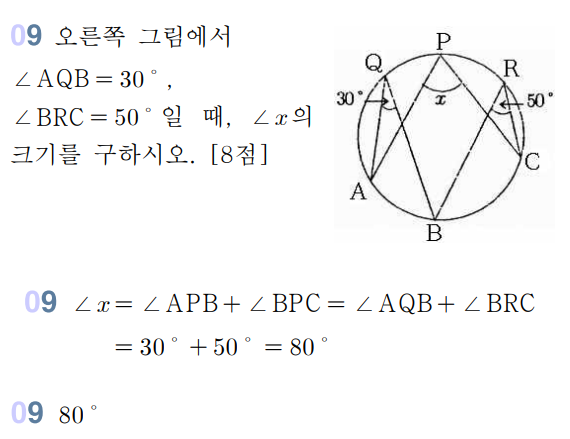 09 오른쪽 그림에서
∠AQB=30°,
∠BRC=50°일 때, ∠x의
크기를 구하시오. [8점]
P
Q
R
30°
x
50°
C
A
B
09 ∠x=∠APB+∠BPC=∠AQB+∠BRC
=30°+50°=80°
09 80°